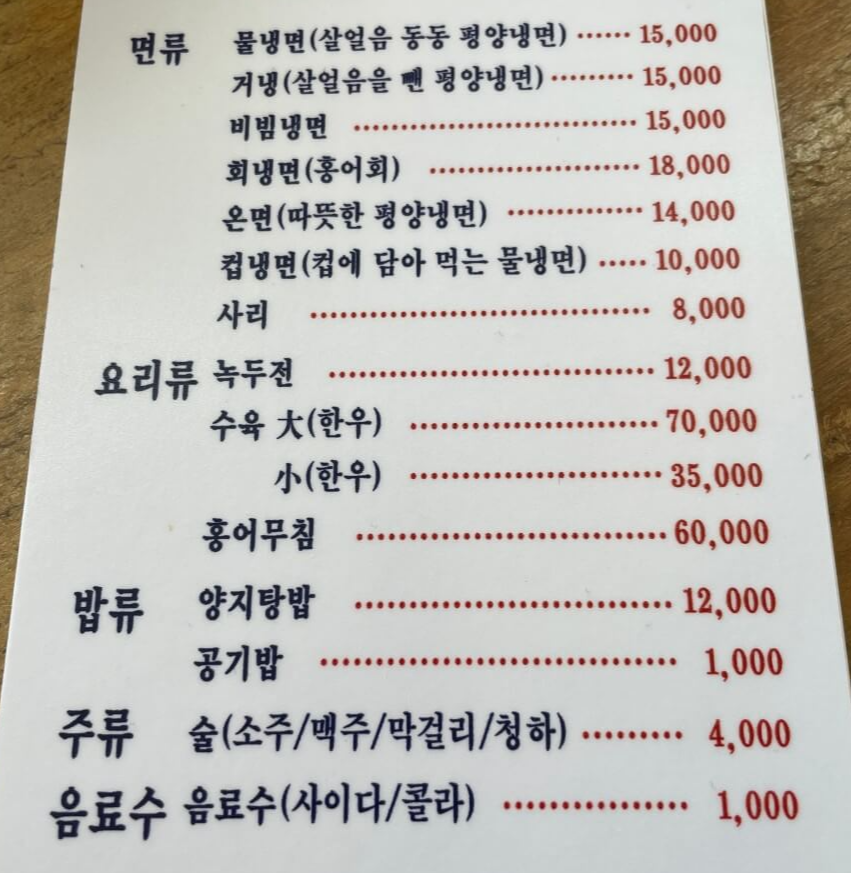 면류 물냉면(살얼음 동동 평양냉면) ······ 15,000
거냉(살얼음을 뺀 평양냉면) ········· 15,000
비빔냉면 ······························ 15,000
회냉면(홍어회) ······················ 18,000
온면(따뜻한 평양냉면) ·············· 14,000
컵냉면(컵에 담아 먹는 물냉면) ····· 10,000
사리 ··································· 8,000
요리류 녹두전 ································· 12,000
수육 大(한우) ························· 70,000
小(한우) ························· 35,000
홍어무침 ······························ 60,000
밥류 양지탕밥 ······························ 12,000
공기밥 ································· 1,000
주류 술(소주/맥주/막걸리/청하) ········· 4,000
음료수 음료수(사이다/콜라) ················ 1,000